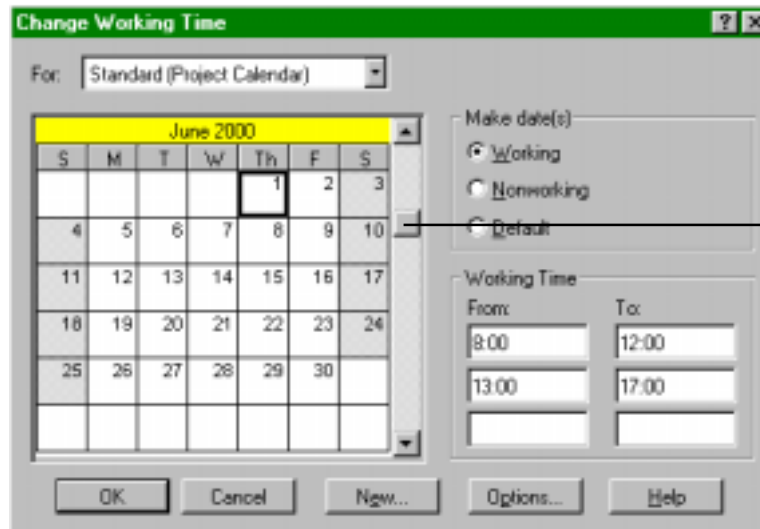 Change Working Time
For: Standard (Project Calendar)
June 2000
S M T W Th F S
1 2 3
4 5 6 7 8 9 10
11 12 13 14 15 16 17
18 19 20 21 22 23 24
25 26 27 28 29 30
Make date(s)
Working
Nonworking
Default
Working Time
From: To:
8:00 12:00
13:00 17:00
OK Cancel New... Options... Help